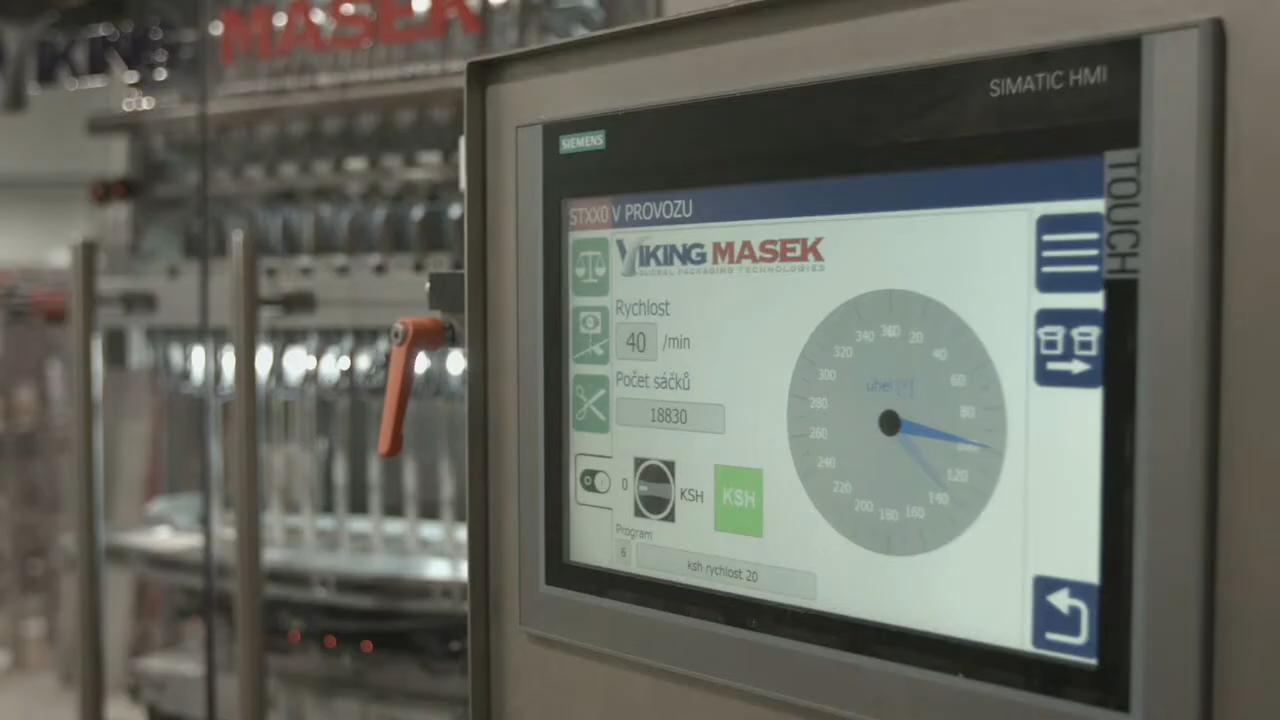 VIKING
MASEK
SIMATIC HMI
SIEMENS
TOUCH
STXX0 V PROVOZU
VIKING MASEK
GLOBAL PACKAGING TECHNOLOGIES
Rychlost
40 /min
Počet sáčků
18830
0 KSH
KSH
Program
6 ksh rychlost 20
úhel [°]
20
40
60
80
120
140
160
180
200
220
240
260
280
300
320
340